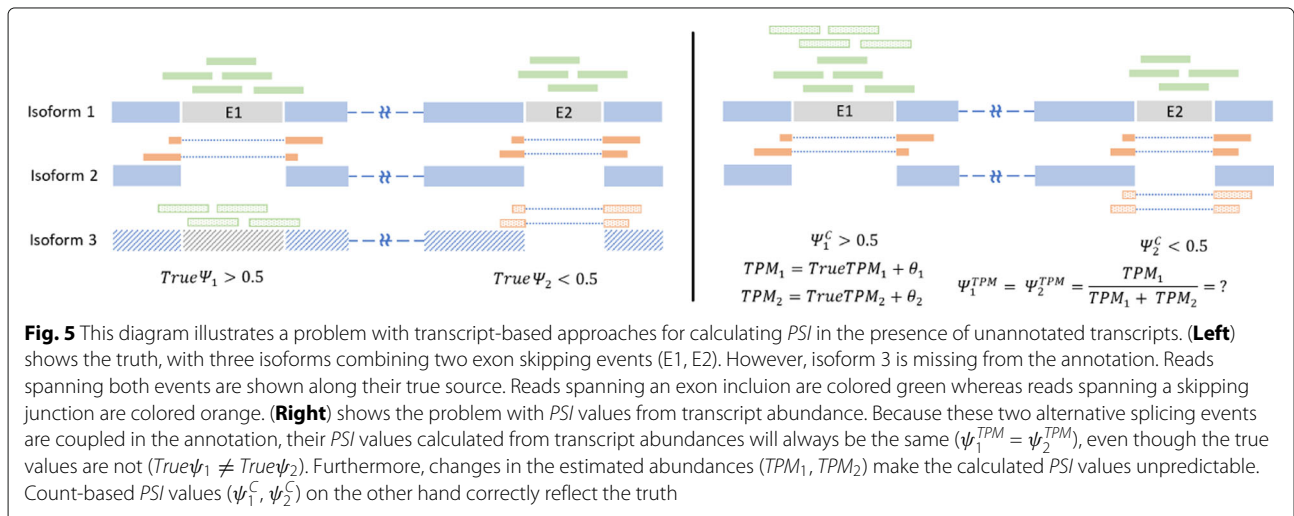 Isoform 1
E1
E2
Isoform 2
Isoform 3
TrueΨ₁ > 0.5
TrueΨ₂ < 0.5
E1
E2
Ψ₁ᶜ > 0.5
Ψ₂ᶜ < 0.5
TPM₁ = TrueTPM₁ + θ₁
TPM₂ = TrueTPM₂ + θ₂
Ψ₁ᵀᴾᴹ = Ψ₂ᵀᴾᴹ = TPM₁ / (TPM₁ + TPM₂) = ?
Fig. 5 This diagram illustrates a problem with transcript-based approaches for calculating PSI in the presence of unannotated transcripts. (Left)
shows the truth, with three isoforms combining two exon skipping events (E1, E2). However, isoform 3 is missing from the annotation. Reads
spanning both events are shown along their true source. Reads spanning an exon incluion are colored green whereas reads spanning a skipping
junction are colored orange. (Right) shows the problem with PSI values from transcript abundance. Because these two alternative splicing events
are coupled in the annotation, their PSI values calculated from transcript abundances will always be the same (ψ₁ᵀᴾᴹ = ψ₂ᵀᴾᴹ), even though the true
values are not (Trueψ₁ ≠ Trueψ₂). Furthermore, changes in the estimated abundances (TPM₁, TPM₂) make the calculated PSI values unpredictable.
Count-based PSI values (ψ₁ᶜ, ψ₂ᶜ) on the other hand correctly reflect the truth